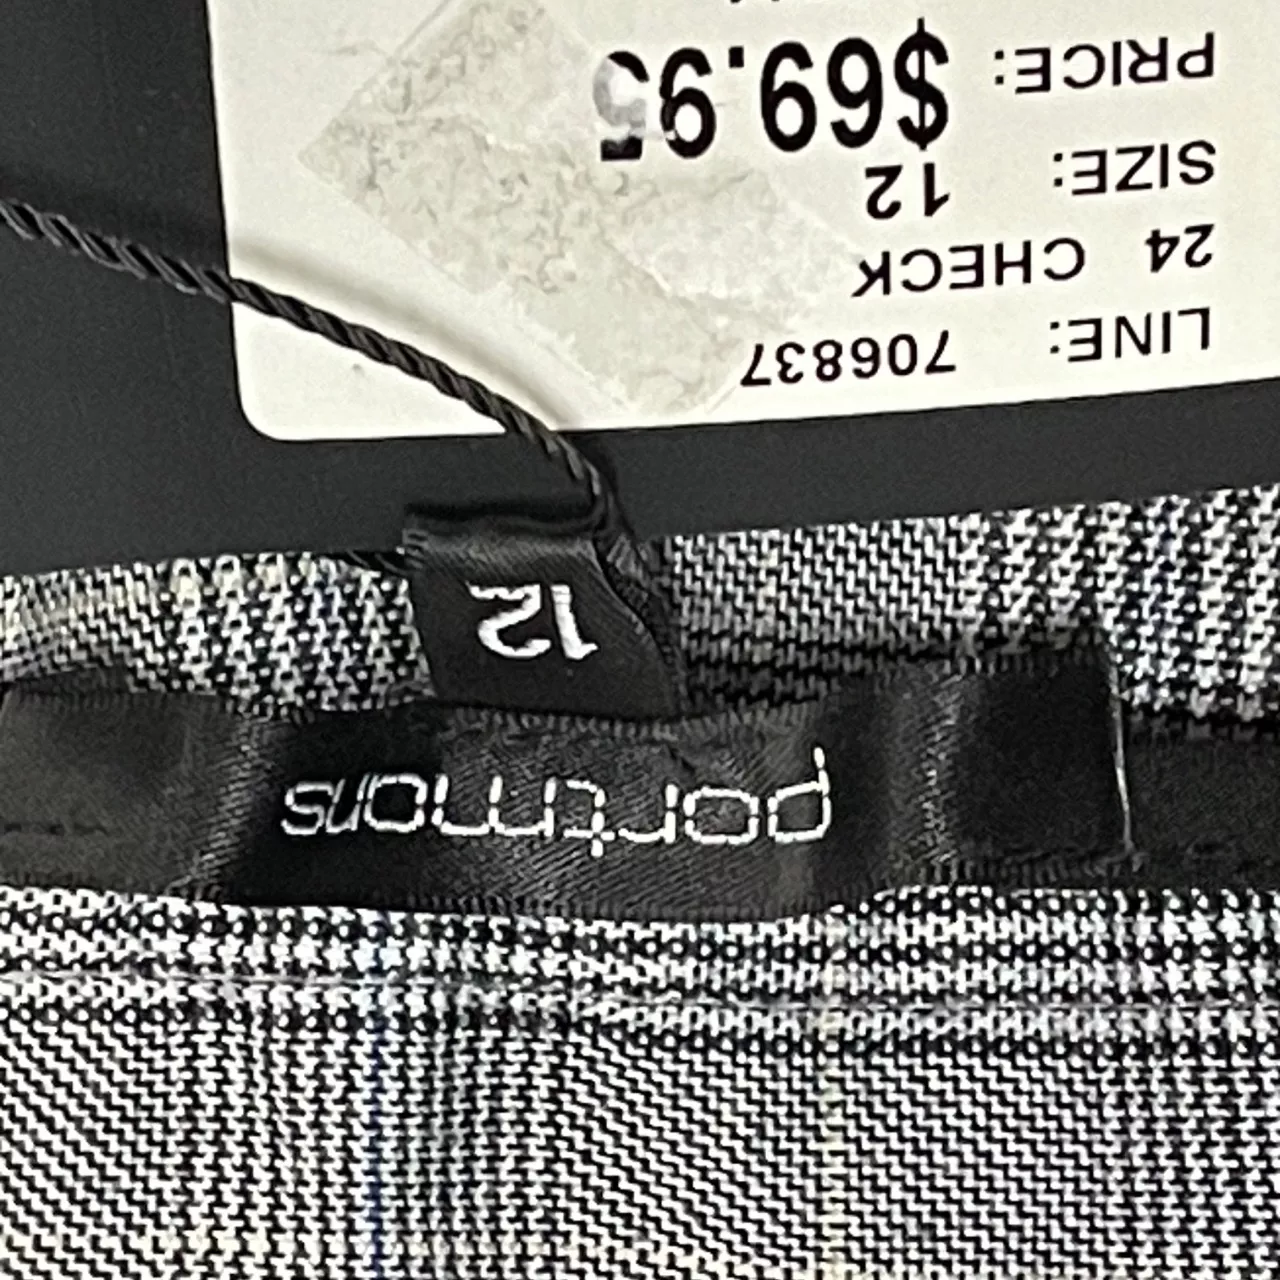 LINE: 706837
24 CHECK
SIZE: 12
PRICE: $69.95
12
portmans